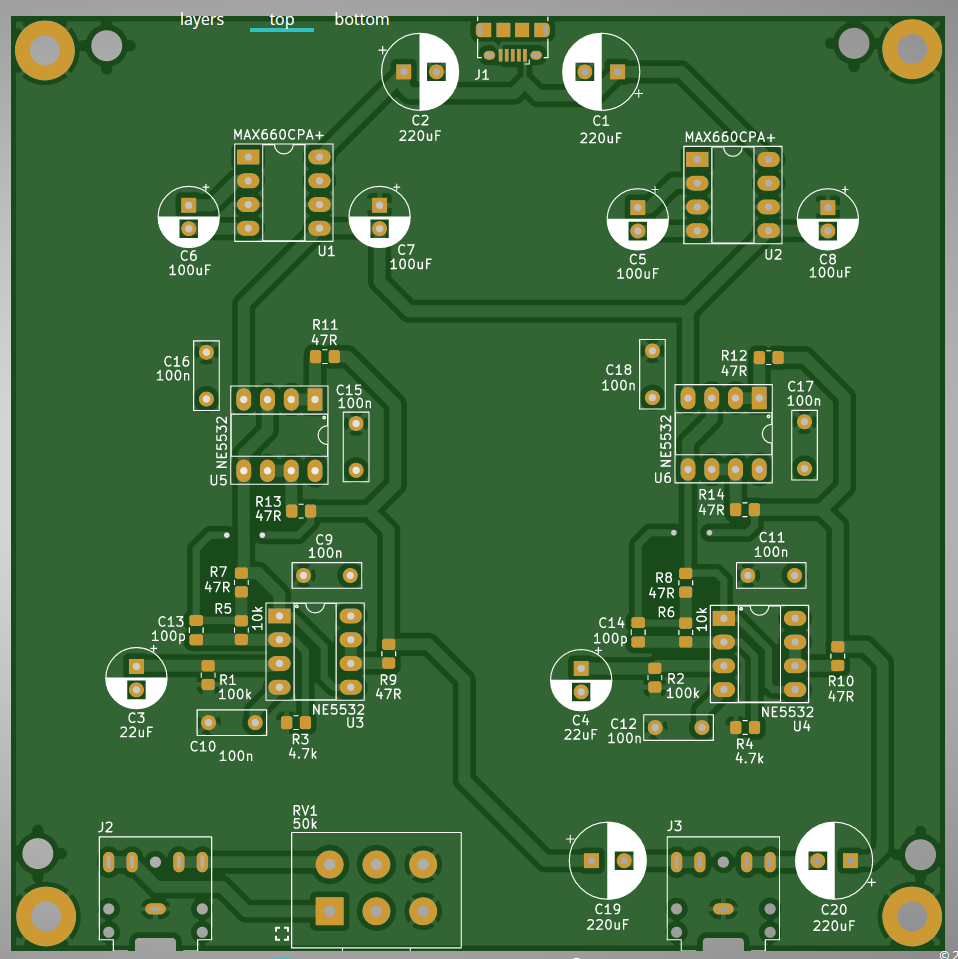 layers top bottom
J1
C2
220uF
C1
220uF
MAX660CPA+
MAX660CPA+
U1
U2
C6
100uF
C7
100uF
C5
100uF
C8
100uF
R11
47R
R12
47R
C16
100n
C15
100n
C18
100n
C17
100n
NE5532
U5
NE5532
U6
R13
47R
R14
47R
C9
100n
C11
100n
R7
47R
R8
47R
R5
10k
R6
10k
C13
100p
C14
100p
R1
100k
R2
100k
R9
47R
R10
47R
C3
22uF
C4
22uF
NE5532
U3
NE5532
U4
C10
100n
C12
100n
R3
4.7k
R4
4.7k
RV1
50k
J2
J3
C19
220uF
C20
220uF